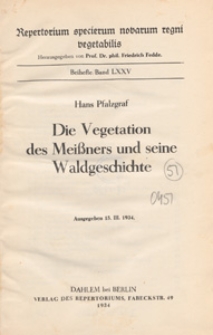 Repertorium specierum novarum regni
vegetabilis
Herausgegeben von Prof. Dr. phil. Friedrich Fedde.
Beihefte Band LXXV
Hans Pfalzgraf
Die Vegetation
des Meißners und seine
Waldgeschichte
51
Ausgegeben 15. III. 1934.
DAHLEM bei BERLIN
VERLAG DES REPERTORIUMS, FABECKSTR. 49
1934